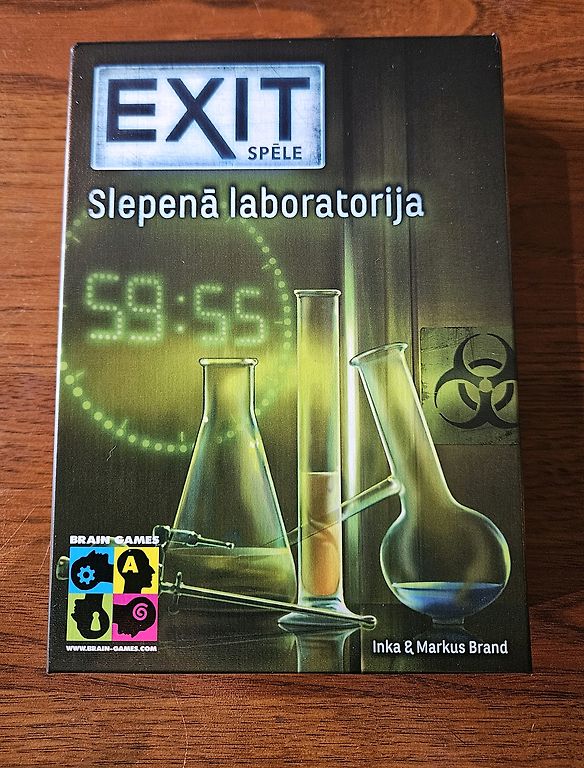 EXIT
SPĒLE
Slepenā laboratorija
59:55
BRAIN GAMES
A
WWW.BRAIN-GAMES.COM
Inka & Markus Brand